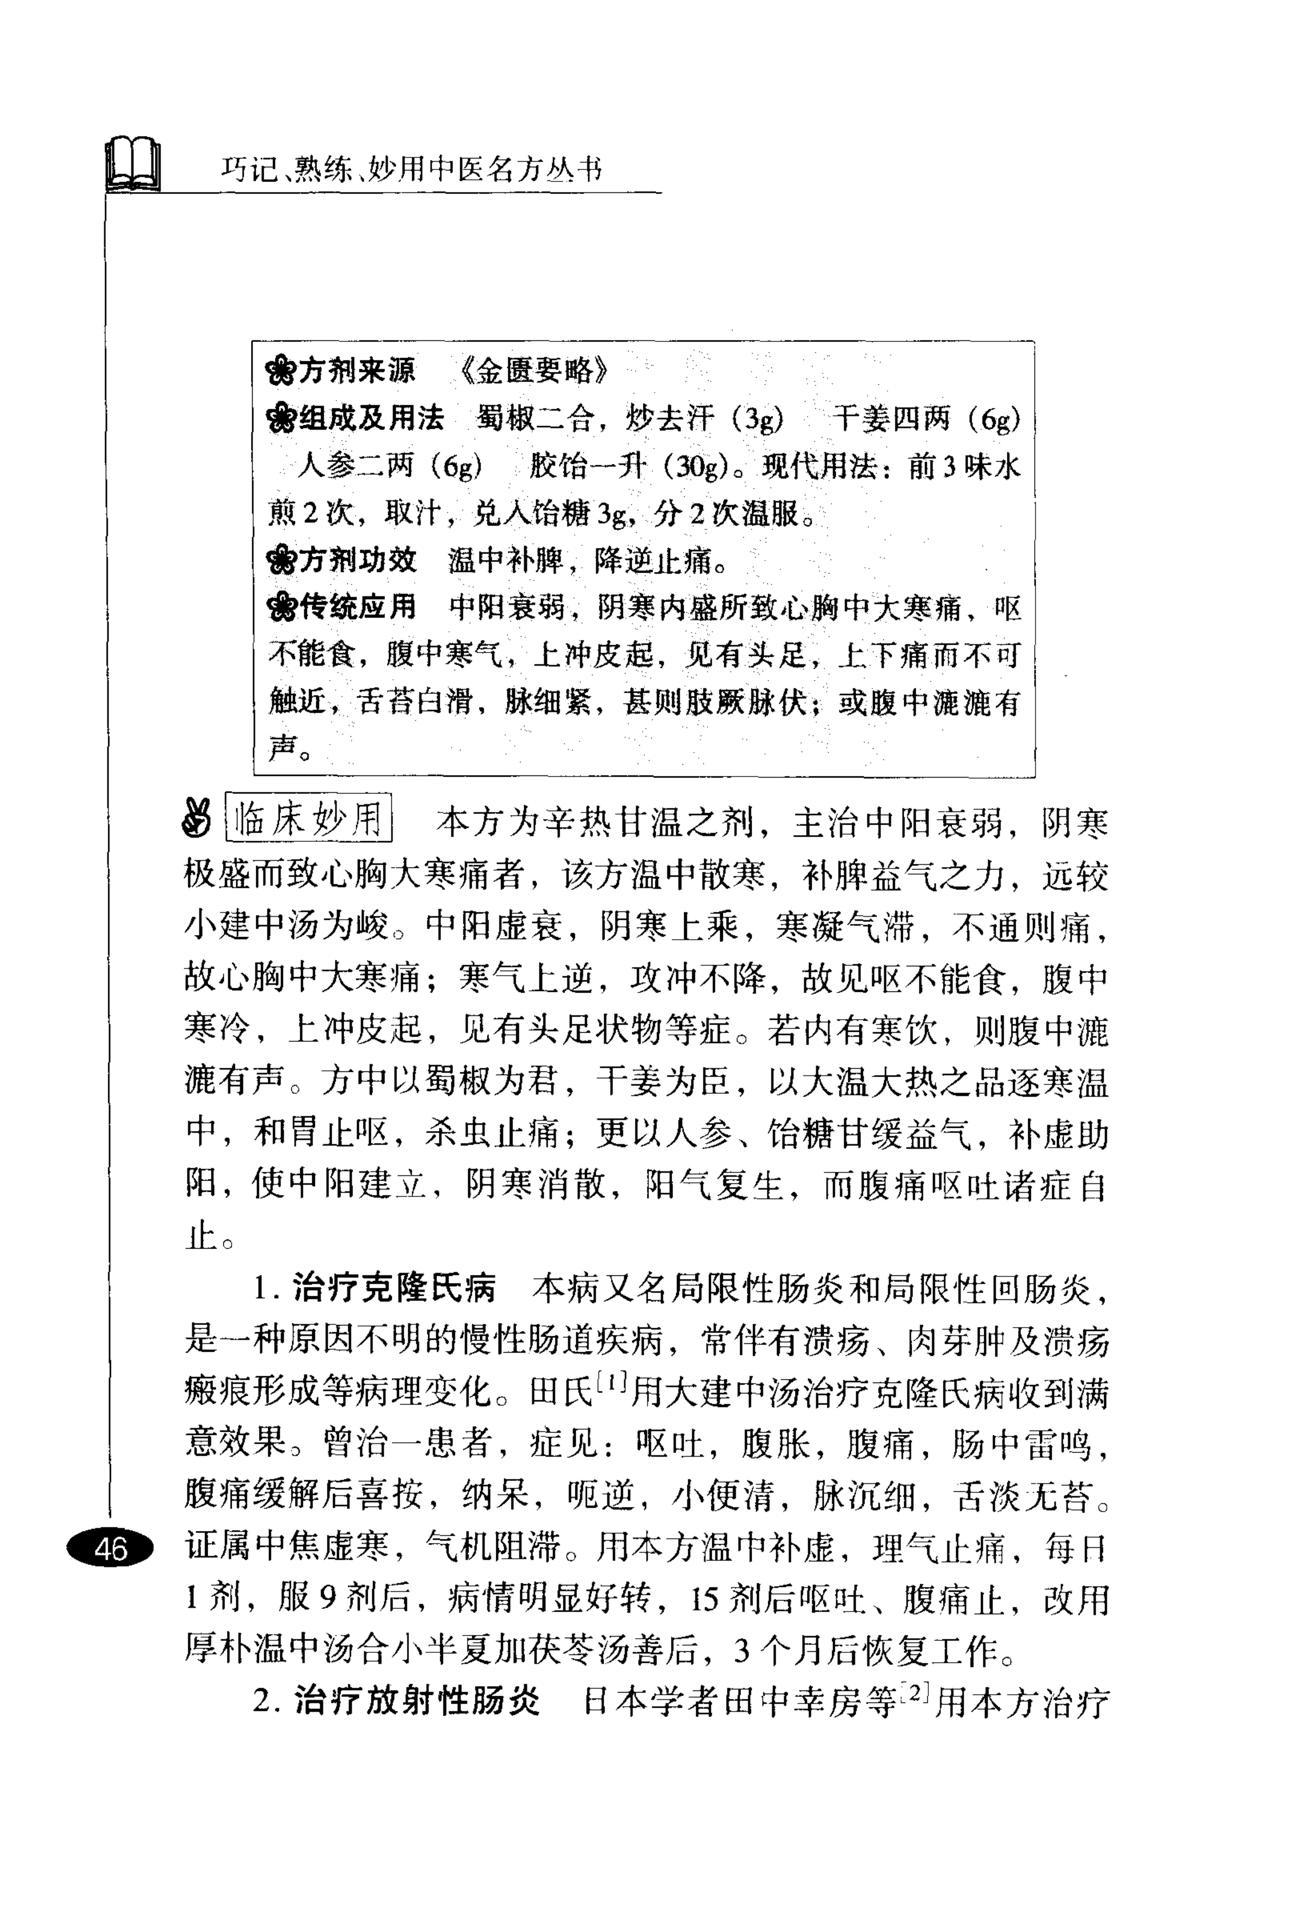 巧记、熟练、妙用中医名方丛书
方剂来源 《金匮要略》
组成及用法 蜀椒二合，炒去汗（3g） 干姜四两（6g）
人参二两（6g） 胶饴一升（30g）。现代用法：前3味水
煎2次，取汁，兑入饴糖3g，分2次温服。
方剂功效 温中补脾，降逆止痛。
传统应用 中阳衰弱，阴寒内盛所致心胸中大寒痛，呕
不能食，腹中寒气，上冲皮起，见有头足，上下痛而不可
触近，舌苔白滑，脉细紧，甚则肢厥脉伏；或腹中漉漉有
声。
临床妙用 本方为辛热甘温之剂，主治中阳衰弱，阴寒
极盛而致心胸大寒痛者，该方温中散寒，补脾益气之力，远较
小建中汤为峻。中阳虚衰，阴寒上乘，寒凝气滞，不通则痛，
故心胸中大寒痛；寒气上逆，攻冲不降，故见呕不能食，腹中
寒冷，上冲皮起，见有头足状物等症。若内有寒饮，则腹中漉
漉有声。方中以蜀椒为君，干姜为臣，以大温大热之品逐寒温
中，和胃止呕，杀虫止痛；更以人参、饴糖甘缓益气，补虚助
阳，使中阳建立，阴寒消散，阳气复生，而腹痛呕吐诸症自
止。
1. 治疗克隆氏病 本病又名局限性肠炎和局限性回肠炎，
是一种原因不明的慢性肠道疾病，常伴有溃疡、肉芽肿及溃疡
瘢痕形成等病理变化。田氏[1]用大建中汤治疗克隆氏病收到满
意效果。曾治一患者，症见：呕吐，腹胀，腹痛，肠中雷鸣，
腹痛缓解后喜按，纳呆，呃逆，小便清，脉沉细，舌淡无苔。
证属中焦虚寒，气机阻滞。用本方温中补虚，理气止痛，每日
1剂，服9剂后，病情明显好转，15剂后呕吐、腹痛止，改用
厚朴温中汤合小半夏加茯苓汤善后，3个月后恢复工作。
2. 治疗放射性肠炎 日本学者田中幸房等[2]用本方治疗
46